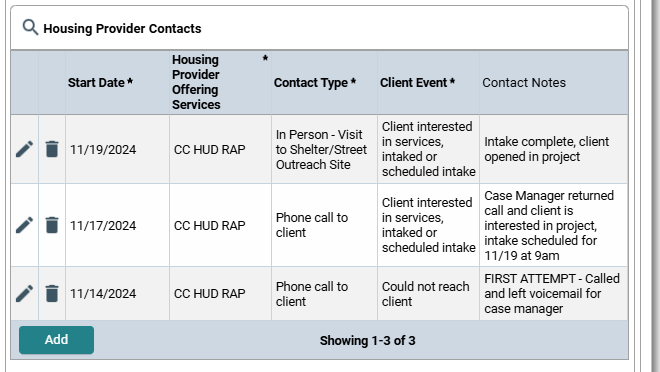 Housing Provider Contacts
Start Date *
Housing *
Provider
Offering
Services
Contact Type *
Client Event *
Contact Notes
11/19/2024
CC HUD RAP
In Person - Visit
to Shelter/Street
Outreach Site
Client interested
in services,
intaked or
scheduled intake
Intake complete, client
opened in project
11/17/2024
CC HUD RAP
Phone call to
client
Client interested
in services,
intaked or
scheduled intake
Case Manager returned
call and client is
interested in project,
intake scheduled for
11/19 at 9am
11/14/2024
CC HUD RAP
Phone call to
client
Could not reach
client
FIRST ATTEMPT - Called
and left voicemail for
case manager
Add
Showing 1-3 of 3